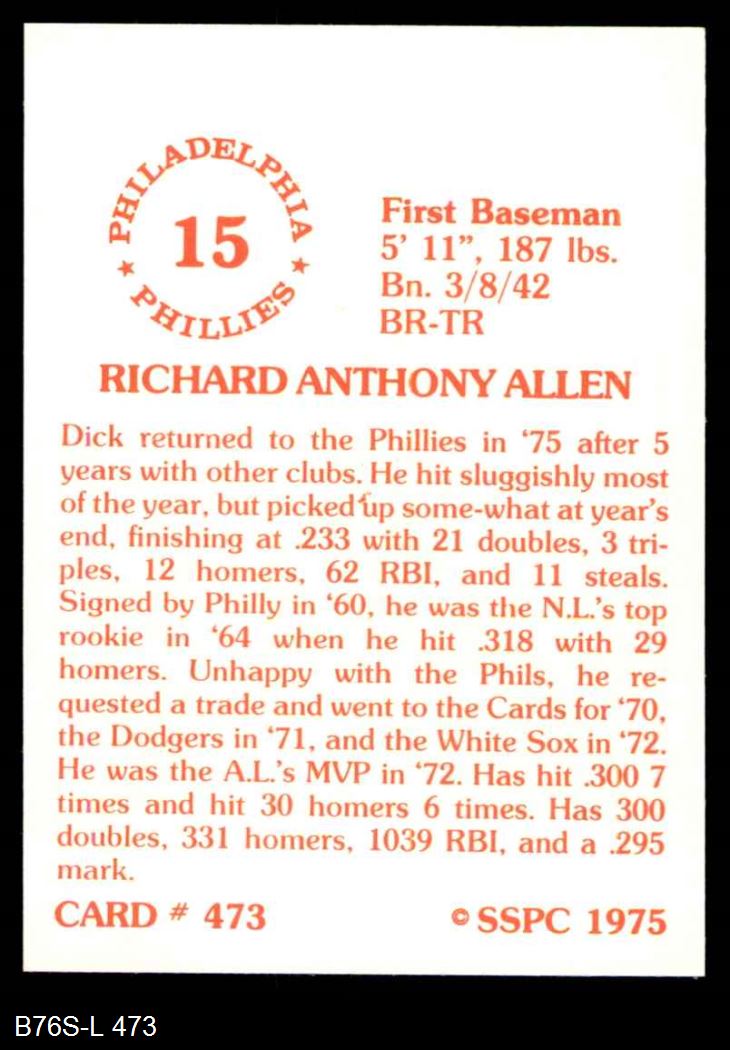 PHILADELPHIA
15
PHILLIES
First Baseman
5’ 11”, 187 lbs.
Bn. 3/8/42
BR-TR
RICHARD ANTHONY ALLEN
Dick returned to the Phillies in ‘75 after 5
years with other clubs. He hit sluggishly most
of the year, but picked up some-what at year’s
end, finishing at .233 with 21 doubles, 3 tri-
ples, 12 homers, 62 RBI, and 11 steals.
Signed by Philly in ‘60, he was the N.L.’s top
rookie in ‘64 when he hit .318 with 29
homers. Unhappy with the Phils, he re-
quested a trade and went to the Cards for ‘70,
the Dodgers in ‘71, and the White Sox in ‘72.
He was the A.L.’s MVP in ‘72. Has hit .300 7
times and hit 30 homers 6 times. Has 300
doubles, 331 homers, 1039 RBI, and a .295
mark.
CARD # 473
© SSPC 1975
B76S-L 473